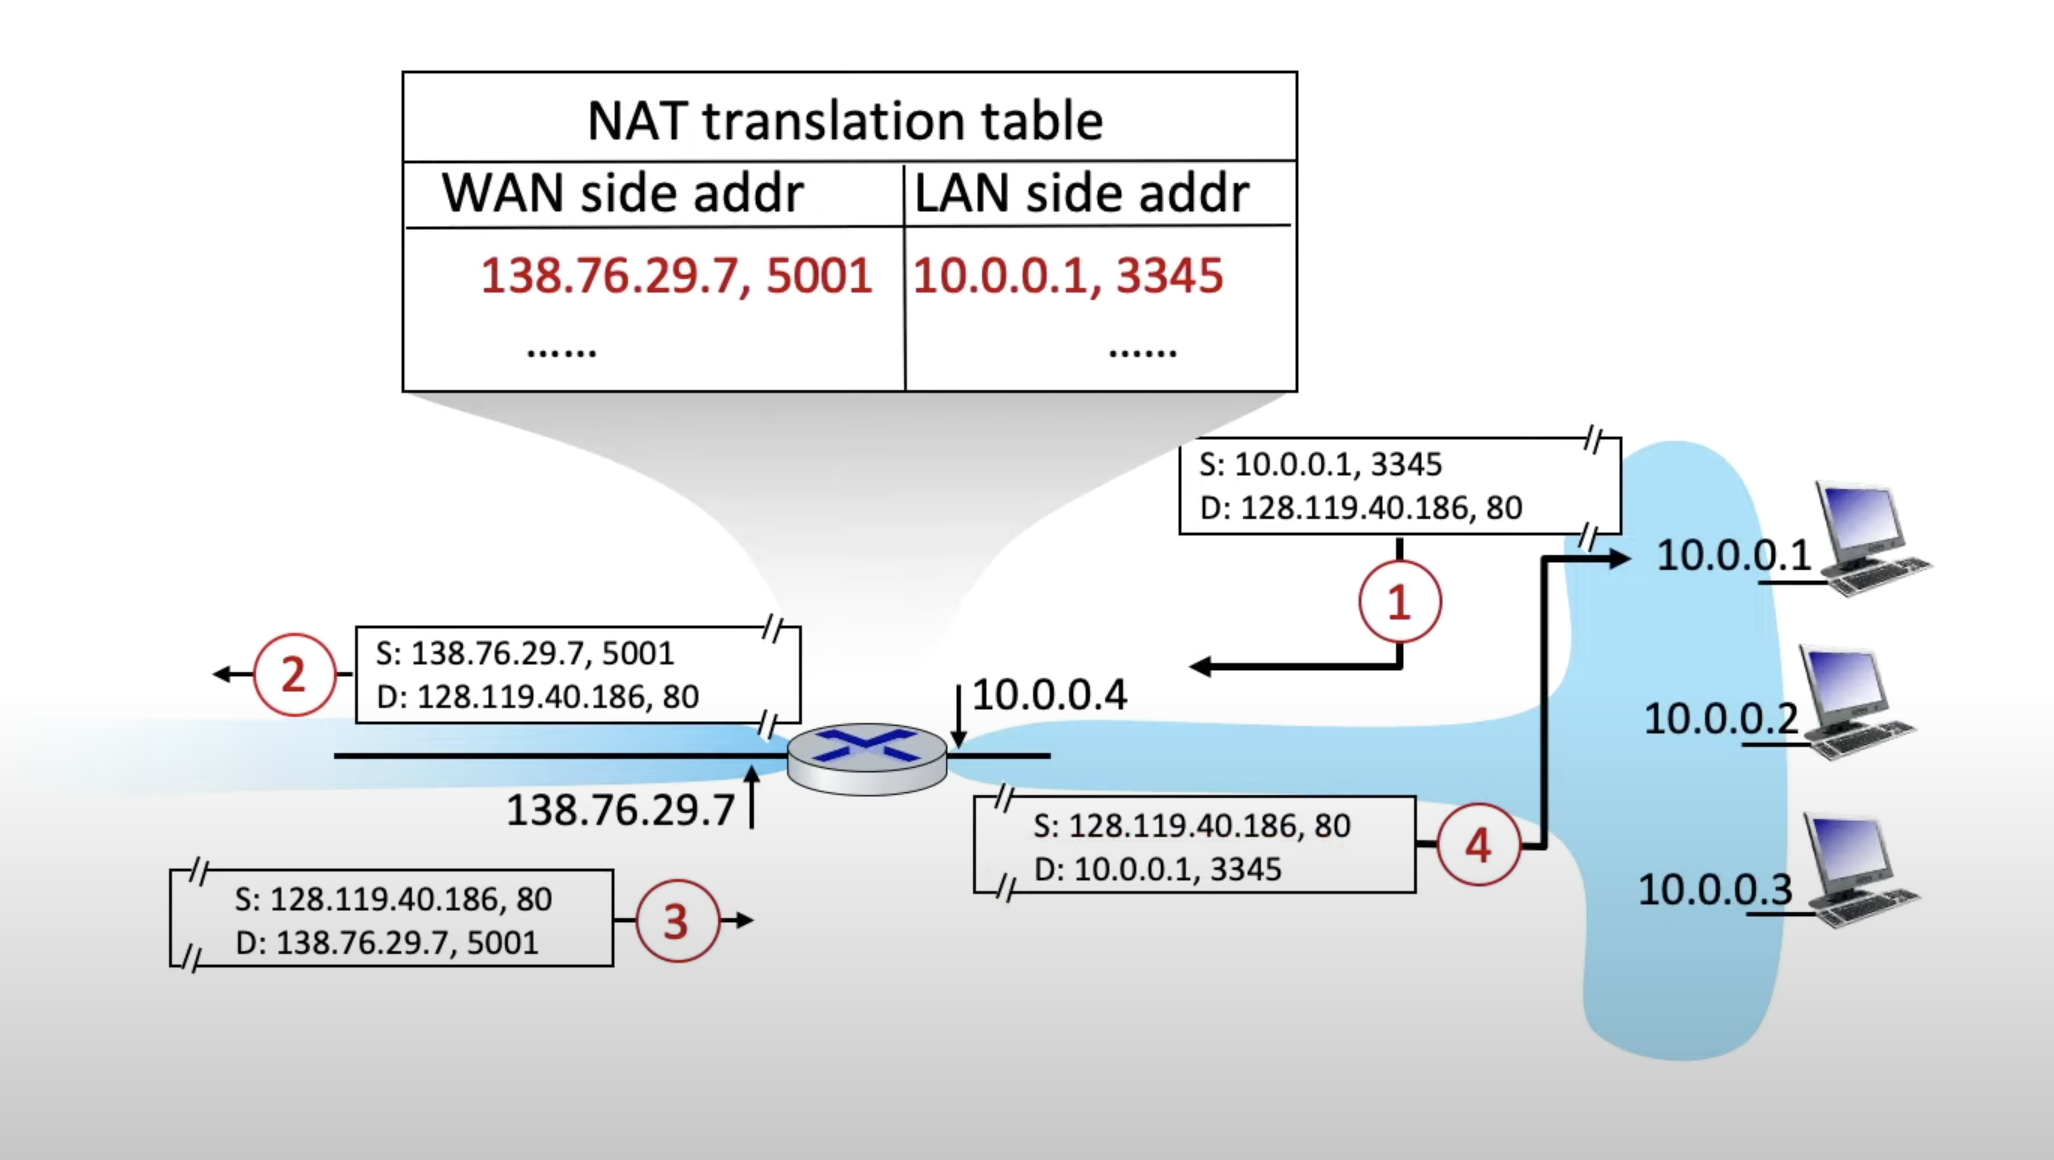 NAT translation table
WAN side addr LAN side addr
138.76.29.7, 5001 10.0.0.1, 3345
...... ......
S: 10.0.0.1, 3345
D: 128.119.40.186, 80
1
10.0.0.1
S: 138.76.29.7, 5001
D: 128.119.40.186, 80
2
10.0.0.4
10.0.0.2
138.76.29.7
S: 128.119.40.186, 80
D: 10.0.0.1, 3345
4
10.0.0.3
S: 128.119.40.186, 80
D: 138.76.29.7, 5001
3